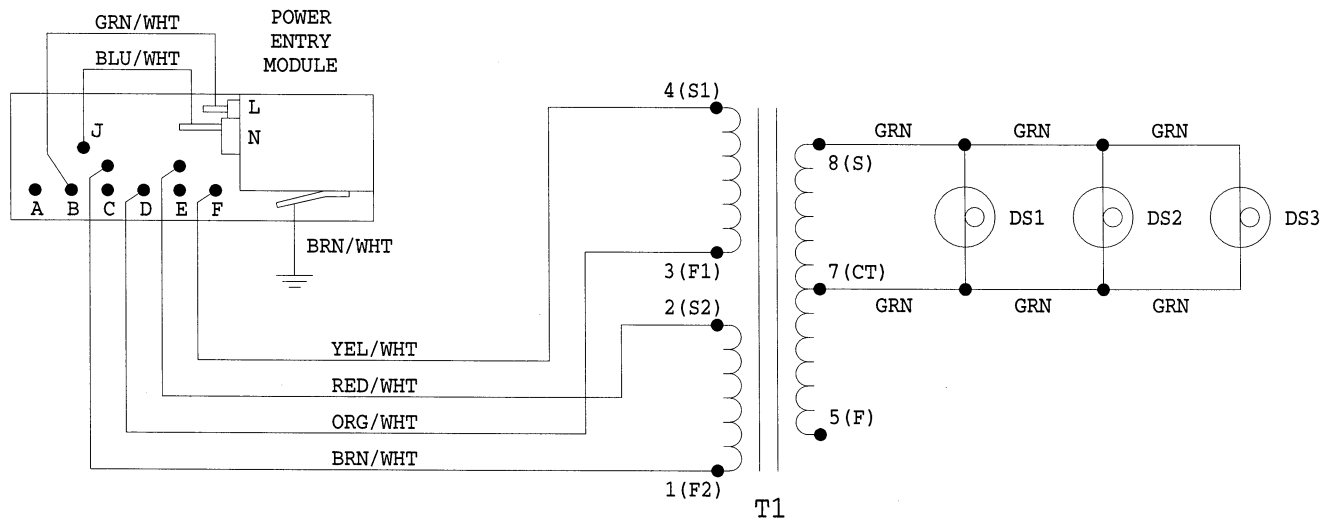 GRN/WHT
POWER
ENTRY
MODULE
BLU/WHT
L
N
J
A B C D E F
BRN/WHT
4(S1)
3(F1)
2(S2)
1(F2)
YEL/WHT
RED/WHT
ORG/WHT
BRN/WHT
T1
8(S)
7(CT)
5(F)
GRN GRN GRN
DS1 DS2 DS3
GRN GRN GRN